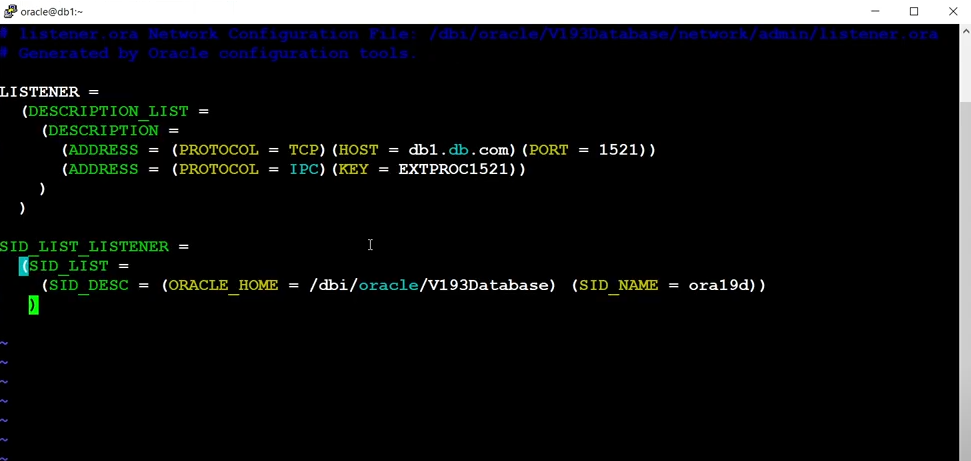 oracle@db1:~
# listener.ora Network Configuration File: /dbi/oracle/V193Database/network/admin/listener.ora
# Generated by Oracle configuration tools.
LISTENER =
(DESCRIPTION_LIST =
(DESCRIPTION =
(ADDRESS = (PROTOCOL = TCP)(HOST = db1.db.com)(PORT = 1521))
(ADDRESS = (PROTOCOL = IPC)(KEY = EXTPROC1521))
)
)
SID_LIST_LISTENER =
(SID_LIST =
(SID_DESC = (ORACLE_HOME = /dbi/oracle/V193Database) (SID_NAME = ora19d))
)
~
~
~
~
~
~
~